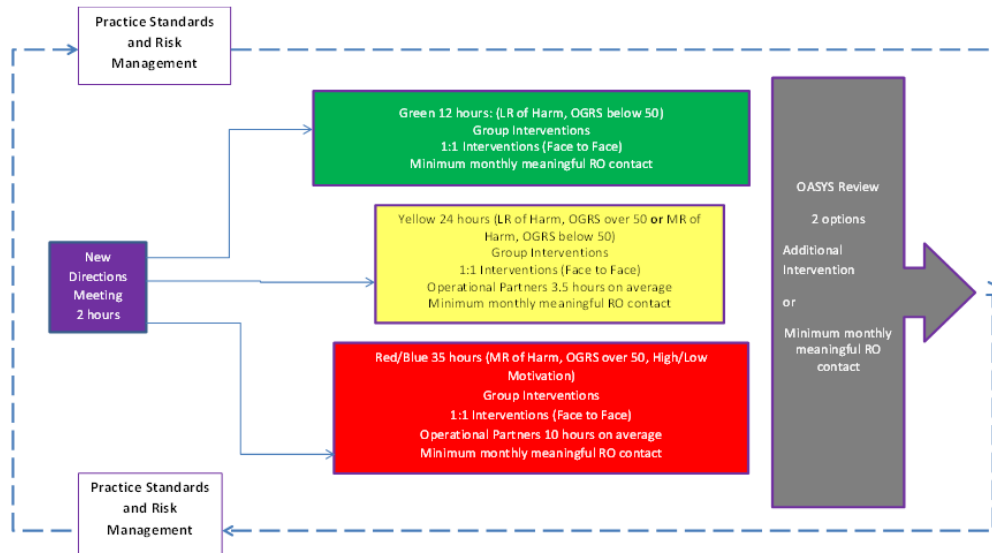 Practice Standards
and Risk
Management
Green 12 hours: (LR of Harm, OGRS below 50)
Group Interventions
1:1 Interventions (Face to Face)
Minimum monthly meaningful RO contact
New
Directions
Meeting
2 hours
Yellow 24 hours (LR of Harm, OGRS over 50 or MR of
Harm, OGRS below 50)
Group Interventions
1:1 Interventions (Face to Face)
Operational Partners 3.5 hours on average
Minimum monthly meaningful RO contact
Red/Blue 35 hours (MR of Harm, OGRS over 50, High/Low
Motivation)
Group Interventions
1:1 Interventions (Face to Face)
Operational Partners 10 hours on average
Minimum monthly meaningful RO contact
OASYS Review
2 options
Additional
Intervention
or
Minimum monthly
meaningful RO
contact
Practice Standards
and Risk
Management